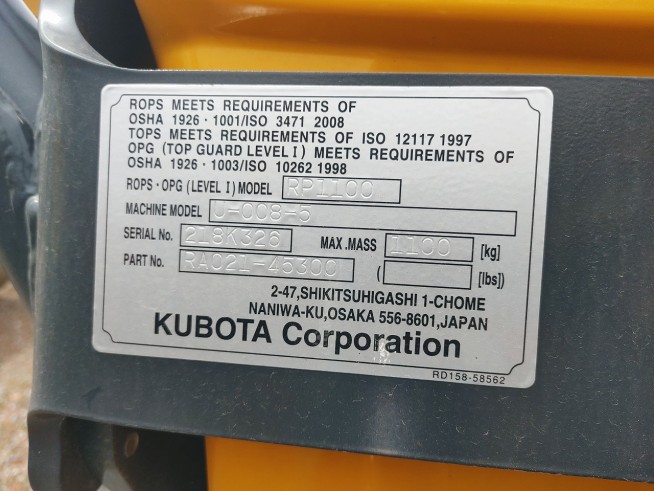 ROPS MEETS REQUIREMENTS OF
OSHA 1926・1001/ISO 3471 2008
TOPS MEETS REQUIREMENTS OF ISO 12117 1997
OPG (TOP GUARD LEVEL I) MEETS REQUIREMENTS OF
OSHA 1926・1003/ISO 10262 1998
ROPS・OPG (LEVEL I) MODEL RP1100
MACHINE MODEL U-008-5
SERIAL No. 218K326 MAX.MASS 1100 [kg]
PART No. RA021-45300 ( [lbs])
2-47,SHIKITSUHIGASHI 1-CHOME
NANIWA-KU,OSAKA 556-8601,JAPAN
KUBOTA Corporation
RD158-58562